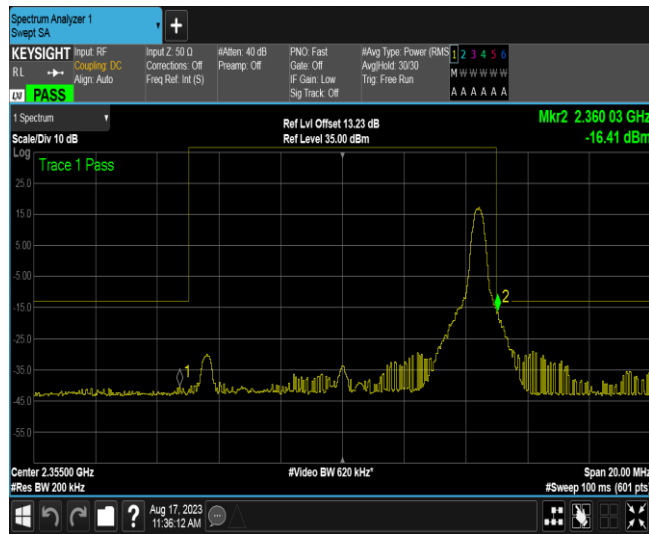 Spectrum Analyzer 1
Swept SA
+
KEYSIGHT
RL
LXI PASS
Input: RF
Coupling: DC
Align: Auto
Input Z: 50 Ω
Corrections: Off
Freq Ref: Int (S)
#Atten: 40 dB
Preamp: Off
PNO: Fast
Gate: Off
IF Gain: Low
Sig Track: Off
#Avg Type: Power (RMS
Avg|Hold: 30/30
Trig: Free Run
1 2 3 4 5 6
M W W W W W
A A A A A A
1 Spectrum
Scale/Div 10 dB
Ref Lvl Offset 13.23 dB
Ref Level 35.00 dBm
Mkr2 2.360 03 GHz
-16.41 dBm
Log
Trace 1 Pass
25.0
15.0
5.00
-5.00
-15.0
-25.0
-35.0
-45.0
-55.0
1
2
Center 2.35500 GHz
#Res BW 200 kHz
#Video BW 620 kHz*
Span 20.00 MHz
#Sweep 100 ms (601 pts
?
Aug 17, 2023
11:36:12 AM